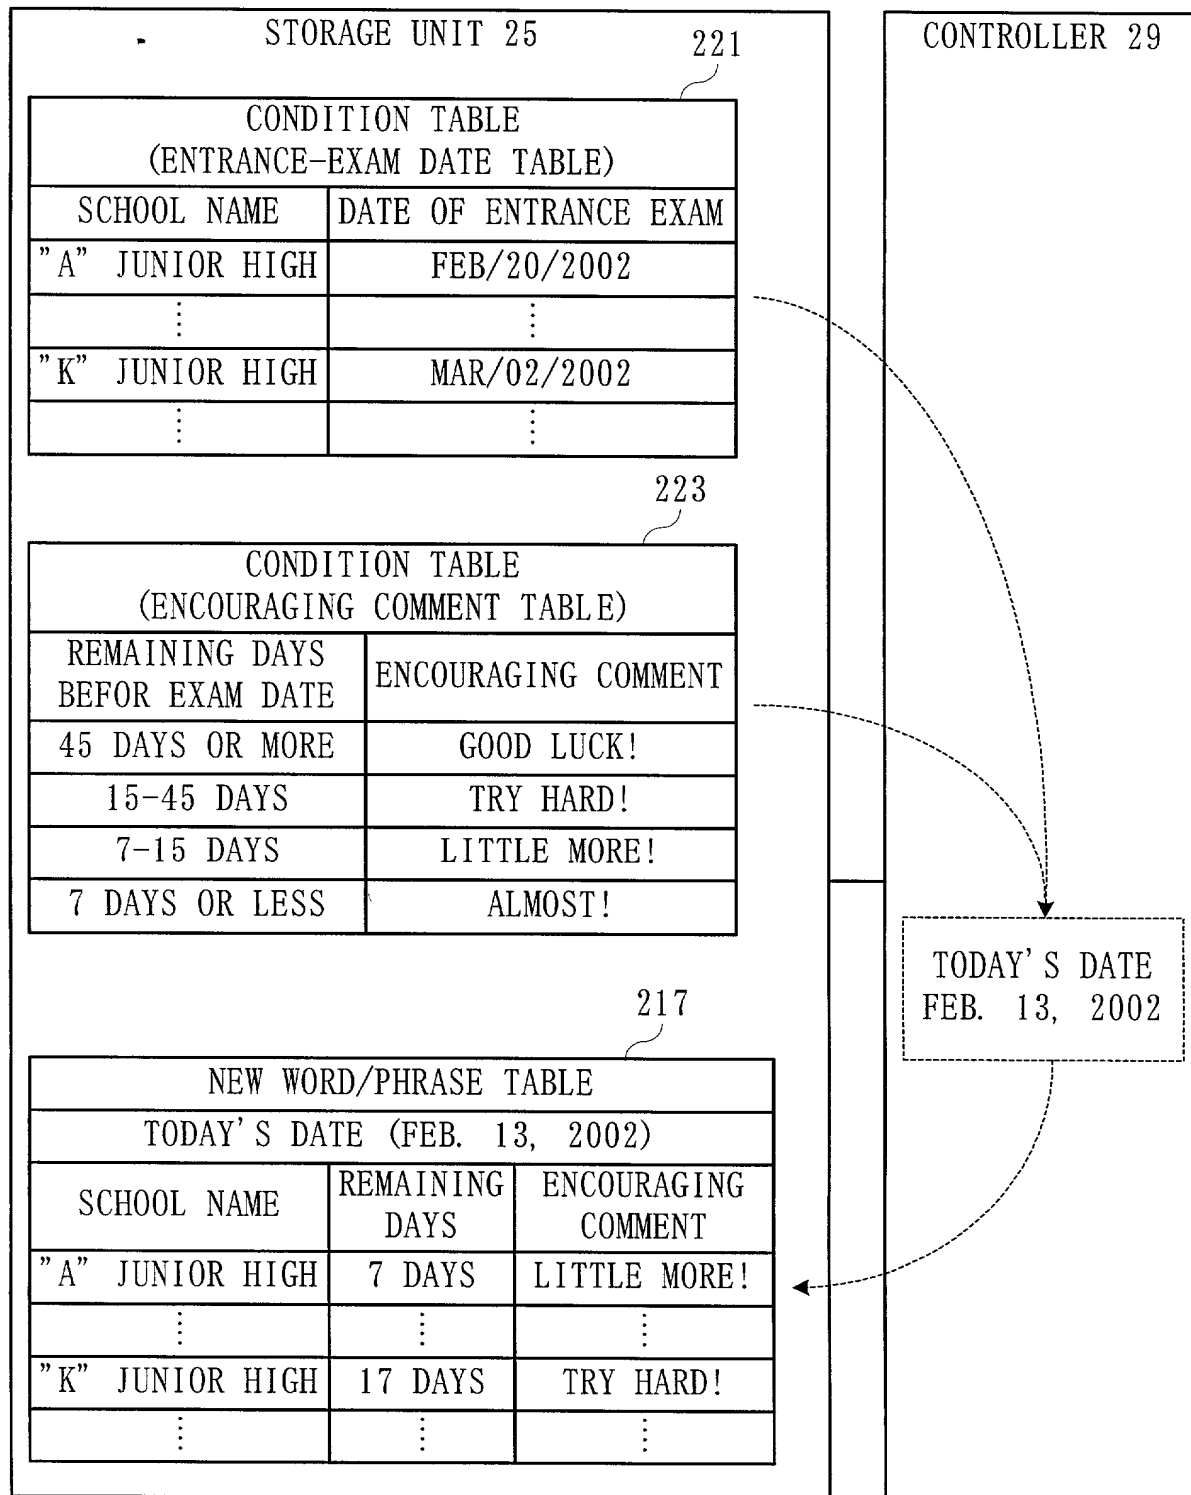 STORAGE UNIT 25
CONTROLLER 29
221
CONDITION TABLE
(ENTRANCE-EXAM DATE TABLE)
SCHOOL NAME DATE OF ENTRANCE EXAM
"A" JUNIOR HIGH FEB/20/2002
⋮ ⋮
"K" JUNIOR HIGH MAR/02/2002
⋮ ⋮
223
CONDITION TABLE
(ENCOURAGING COMMENT TABLE)
REMAINING DAYS
BEFOR EXAM DATE
ENCOURAGING COMMENT
45 DAYS OR MORE GOOD LUCK!
15-45 DAYS TRY HARD!
7-15 DAYS LITTLE MORE!
7 DAYS OR LESS ALMOST!
TODAY'S DATE
FEB. 13, 2002
217
NEW WORD/PHRASE TABLE
TODAY'S DATE (FEB. 13, 2002)
SCHOOL NAME
REMAINING
DAYS
ENCOURAGING
COMMENT
"A" JUNIOR HIGH 7 DAYS LITTLE MORE!
⋮ ⋮ ⋮
"K" JUNIOR HIGH 17 DAYS TRY HARD!
⋮ ⋮ ⋮